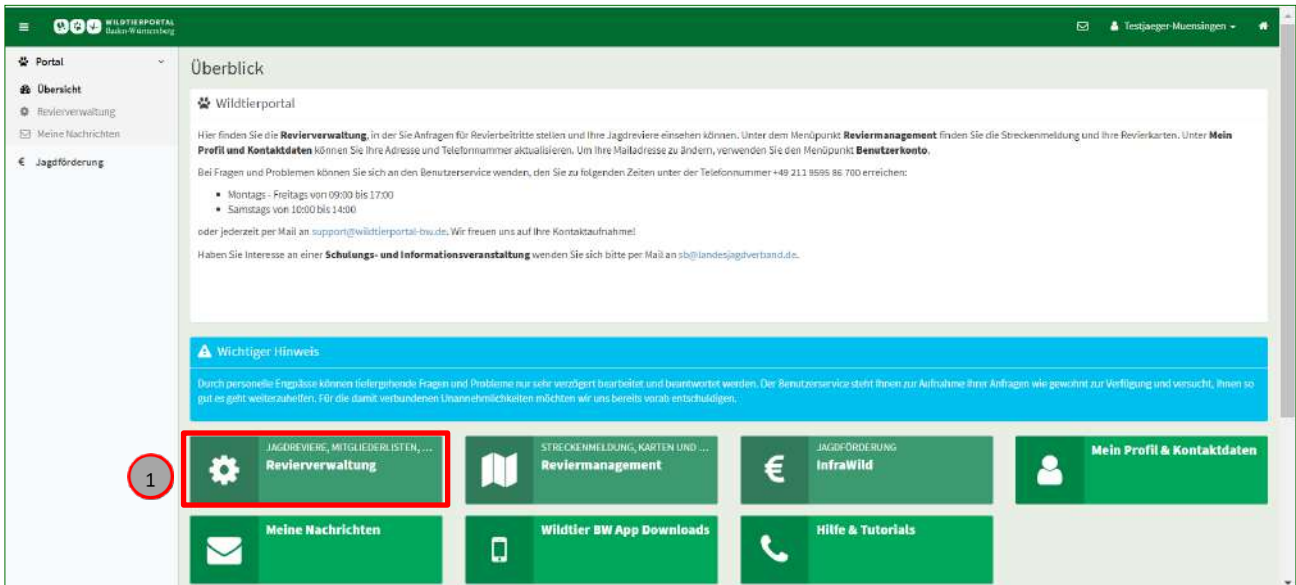 WILDTIERPORTAL
Baden-Württemberg
Testjaeger-Muensingen
Portal
Übersicht
Revierverwaltung
Meine Nachrichten
€ Jagdförderung
Überblick
Wildtierportal
Hier finden Sie die Revierverwaltung, in der Sie Anfragen für Revierbeitritte stellen und Ihre Jagdreviere einsehen können. Unter dem Menüpunkt Reviermanagement finden Sie die Streckenmeldung und Ihre Revierkarten. Unter Mein
Profil und Kontaktdaten können Sie Ihre Adresse und Telefonnummer aktualisieren. Um Ihre Mailadresse zu ändern, verwenden Sie den Menüpunkt Benutzerkonto.
Bei Fragen und Problemen können Sie sich an den Benutzerservice wenden, den Sie zu folgenden Zeiten unter der Telefonnummer +49 211 9595 86 700 erreichen:
• Montags - Freitags von 09:00 bis 17:00
• Samstags von 10:00 bis 14:00
oder jederzeit per Mail an support@wildtierportal-bw.de. Wir freuen uns auf Ihre Kontaktaufnahme!
Haben Sie Interesse an einer Schulungs- und Informationsveranstaltung wenden Sie sich bitte per Mail an sb@landesjagdverband.de.
Wichtiger Hinweis
Durch personelle Engpässe können tiefergehende Fragen und Probleme nur sehr verzögert bearbeitet und beantwortet werden. Der Benutzerservice steht Ihnen zur Aufnahme Ihrer Anfragen wie gewohnt zur Verfügung und versucht, Ihnen so
gut es geht weiterzuhelfen. Für die damit verbundenen Unannehmlichkeiten möchten wir uns bereits vorab entschuldigen.
1
JAGDREVIERE, MITGLIEDERLISTEN, ...
Revierverwaltung
STRECKENMELDUNG, KARTEN UND ...
Reviermanagement
€
JAGDFÖRDERUNG
InfraWild
Mein Profil & Kontaktdaten
Meine Nachrichten
Wildtier BW App Downloads
Hilfe & Tutorials